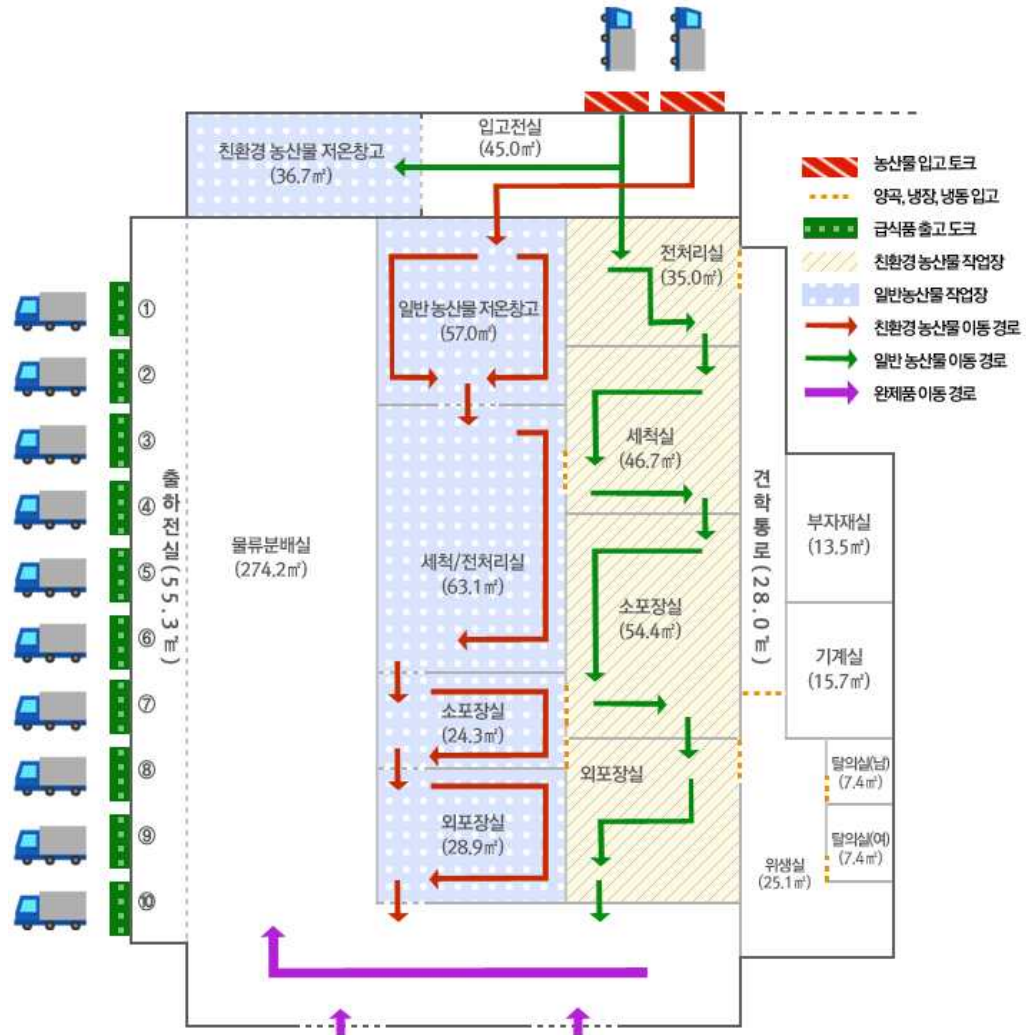 입고전실
(45.0㎡)
친환경 농산물 저온창고
(36.7㎡)
농산물 입고 토크
양곡, 냉장, 냉동 입고
급식품 출고 도크
친환경 농산물 작업장
일반농산물 작업장
친환경 농산물 이동 경로
일반 농산물 이동 경로
완제품 이동 경로
전처리실
(35.0㎡)
일반 농산물 저온창고
(57.0㎡)
①
②
③
④
⑤
⑥
⑦
⑧
⑨
⑩
출하전실(55.3㎡)
물류분배실
(274.2㎡)
세척실
(46.7㎡)
세척/전처리실
(63.1㎡)
소포장실
(54.4㎡)
견학통로(28.0㎡)
부자재실
(13.5㎡)
기계실
(15.7㎡)
소포장실
(24.3㎡)
외포장실
외포장실
(28.9㎡)
탈의실(남)
(7.4㎡)
탈의실(여)
(7.4㎡)
위생실
(25.1㎡)